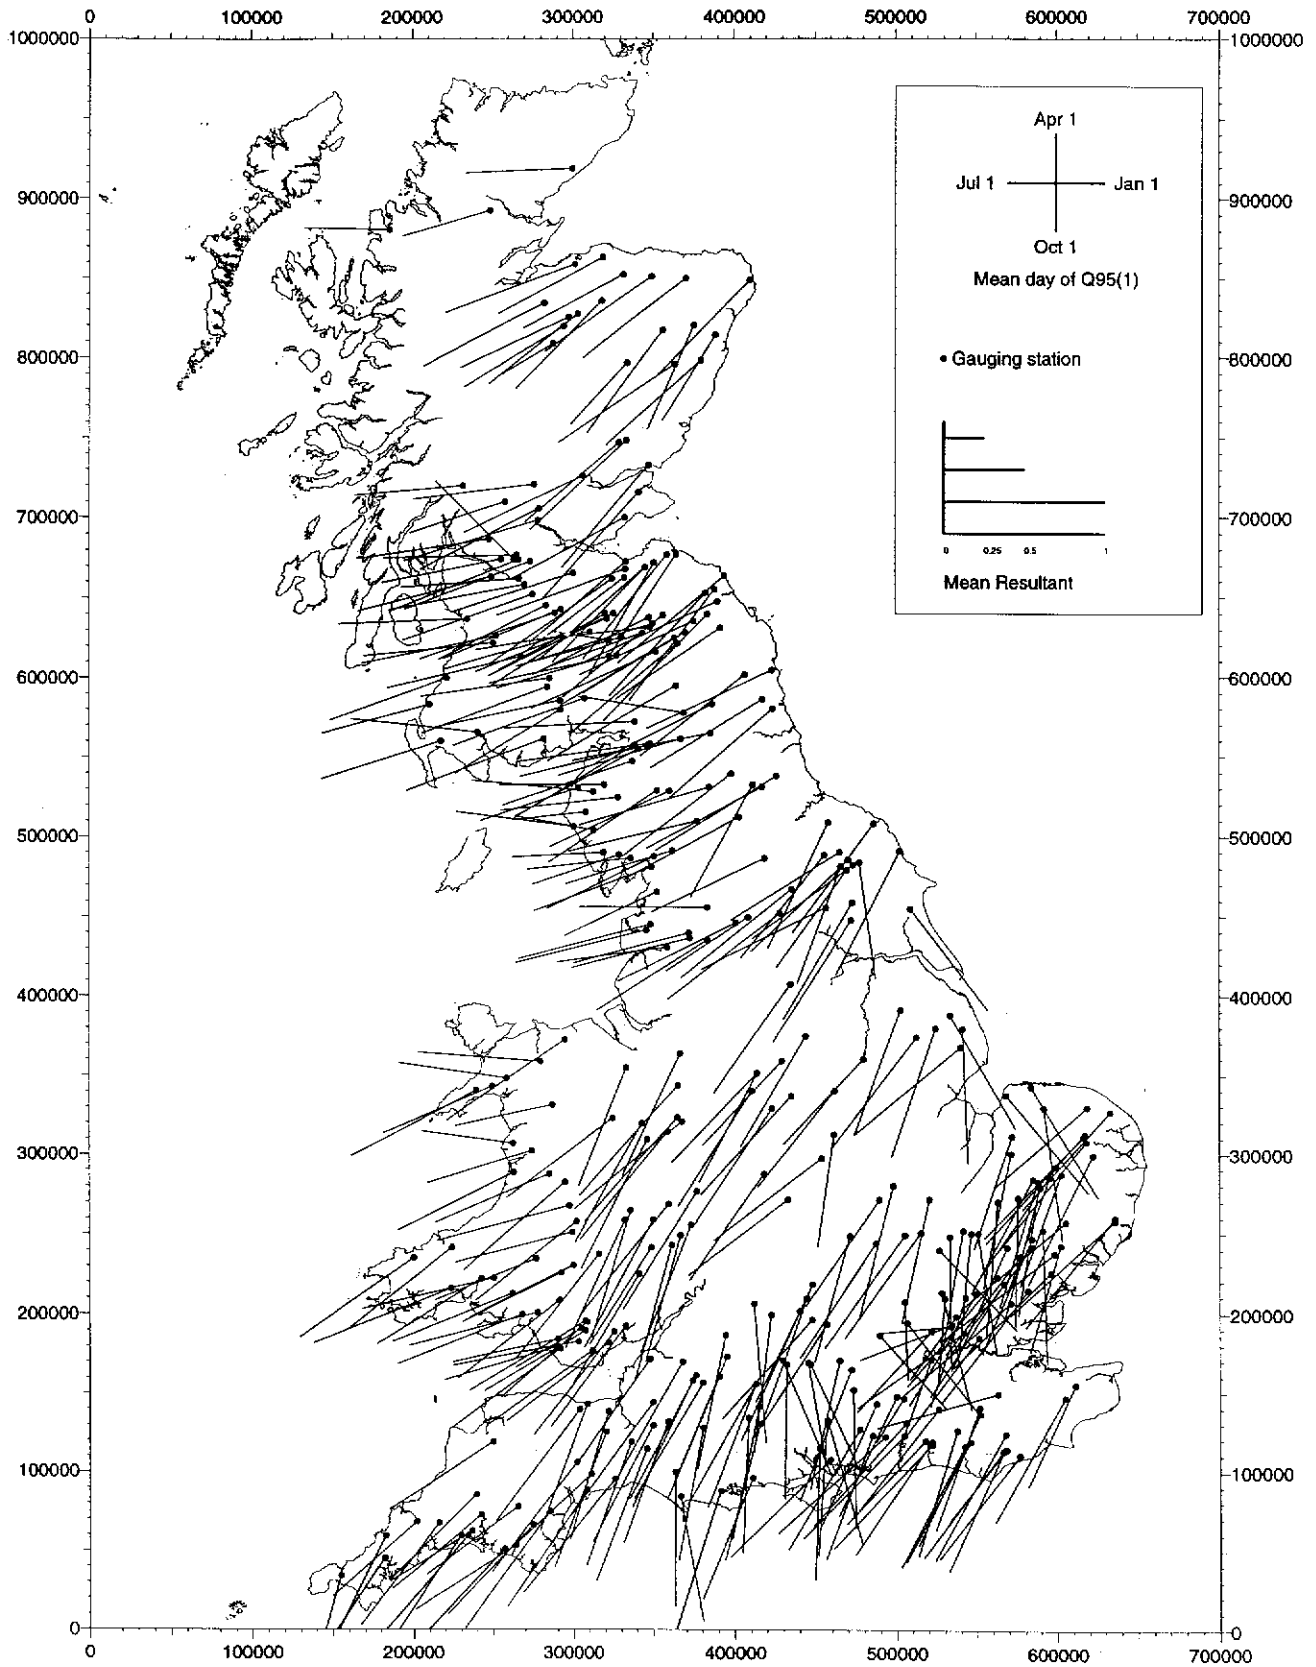 0 100000 200000 300000 400000 500000 600000 700000
1000000 1000000
Apr 1
Jul 1 Jan 1
Oct 1
Mean day of Q95(1)
900000 900000
Gauging station
800000 800000
0 0.25 0.5 1
Mean Resultant
700000 700000
600000 600000
500000 500000
400000 400000
300000 300000
200000 200000
100000 100000
0 0
0 100000 200000 300000 400000 500000 600000 700000